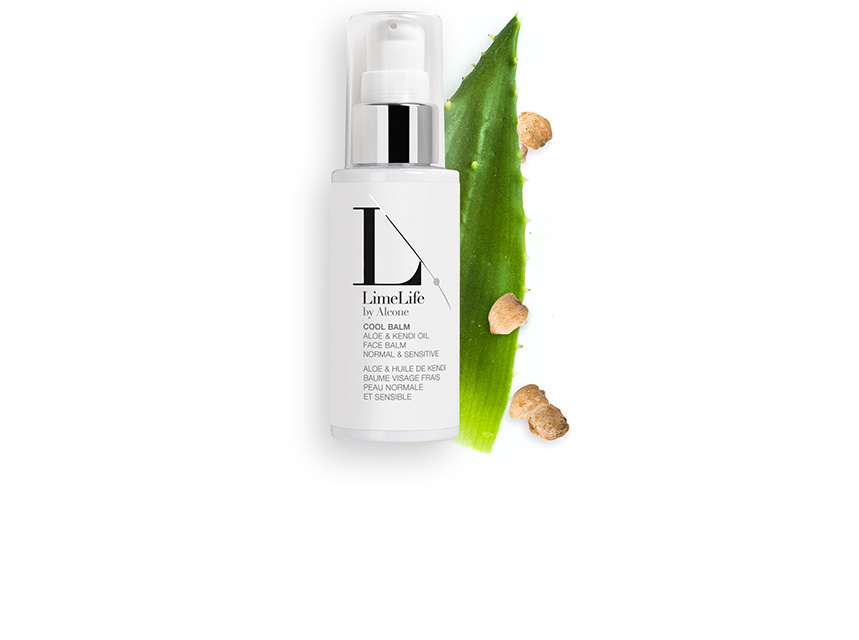 L
LimeLife
by Alcone
COOL BALM
ALOE & KENDI OIL
FACE BALM
NORMAL & SENSITIVE
ALOE & HUILE DE KENDI
BAUME VISAGE FRAIS
PEAU NORMALE
ET SENSIBLE